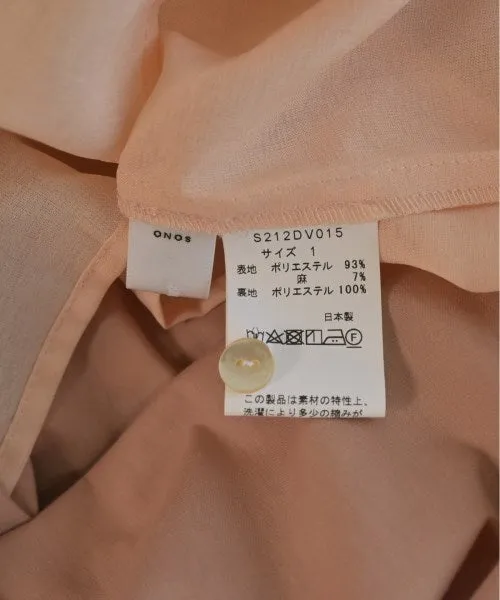 ONOS
S212DV015
サイズ 1
表地 ポリエステル 93%
麻 7%
裏地 ポリエステル 100%
日本製
この製品は素材の特性上、
洗濯により多少の縮みが